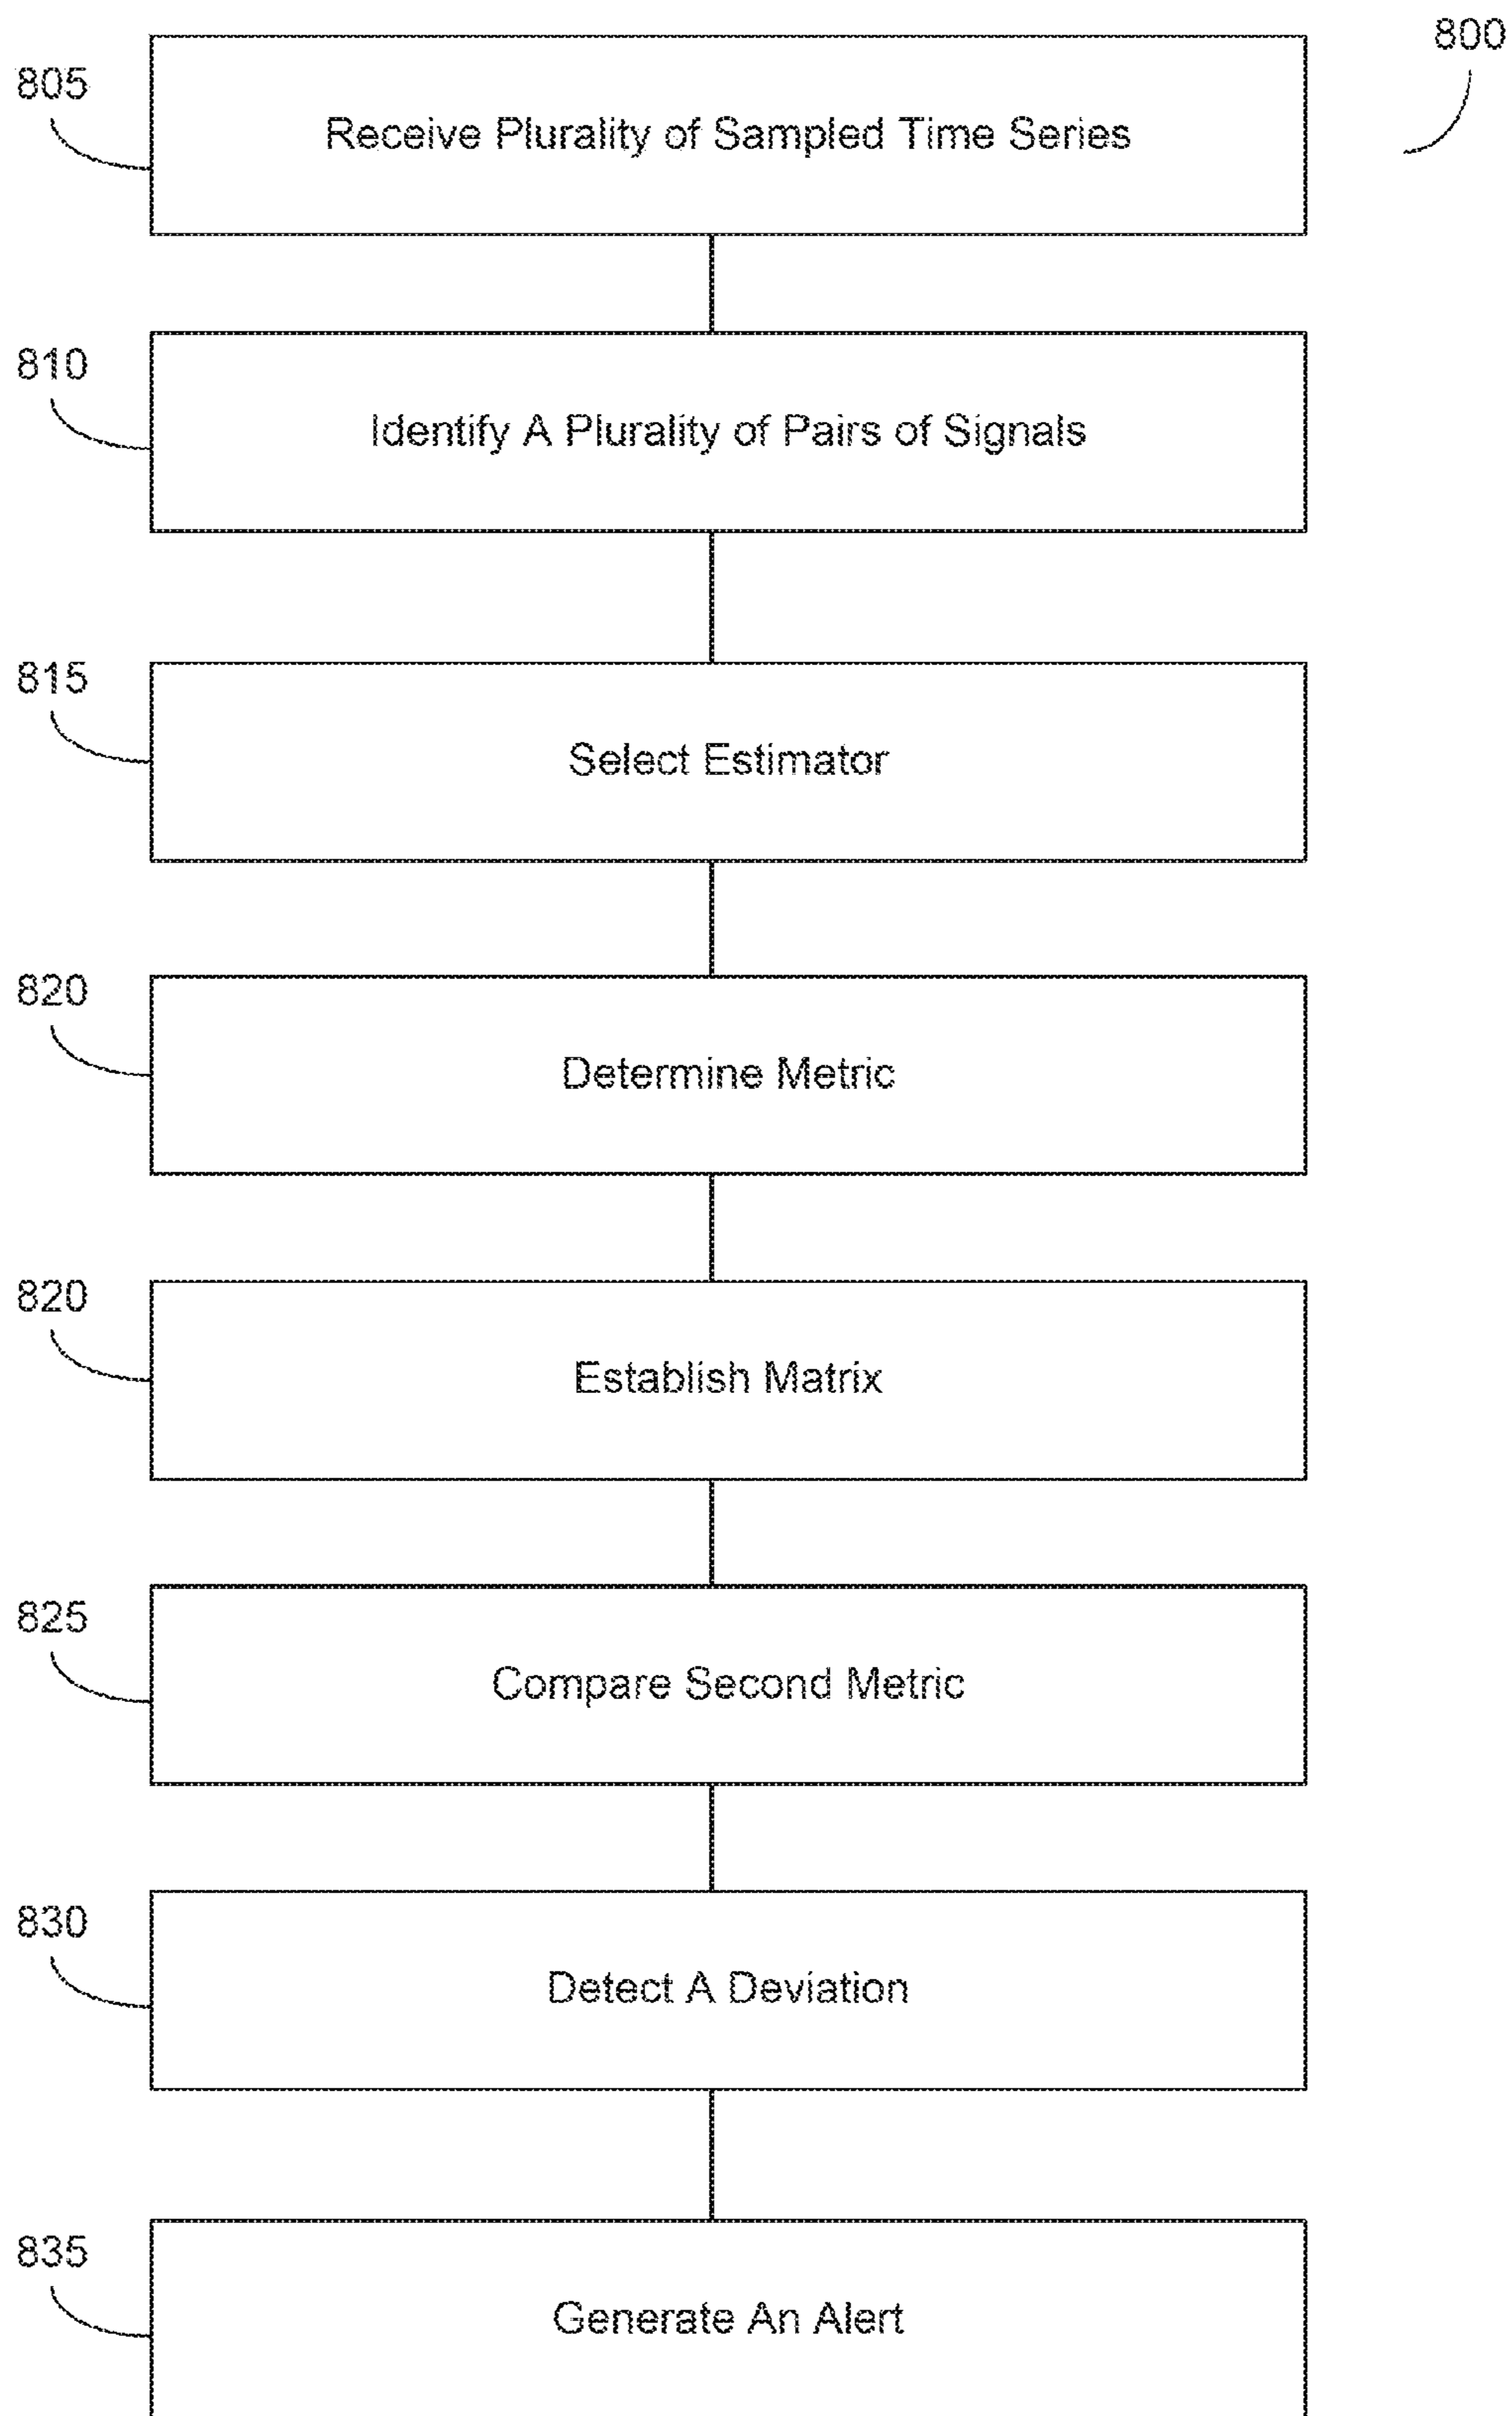 800
805
Receive Plurality of Sampled Time Series
810
Identify A Plurality of Pairs of Signals
815
Select Estimator
820
Determine Metric
820
Establish Matrix
825
Compare Second Metric
830
Detect A Deviation
835
Generate An Alert